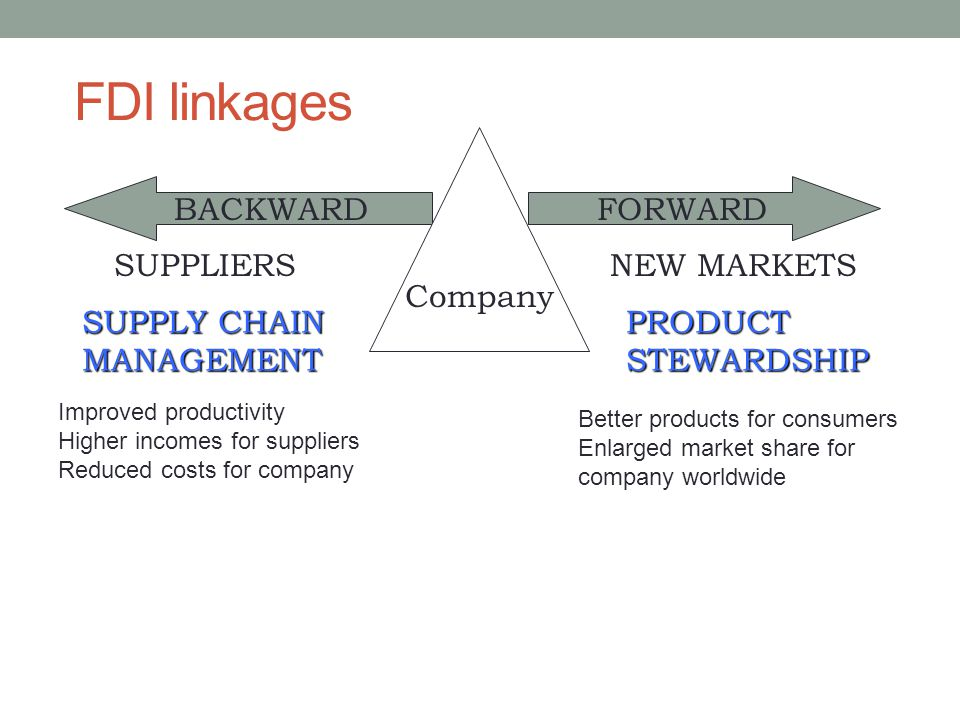 FDI linkages
BACKWARD
FORWARD
SUPPLIERS
NEW MARKETS
Company
SUPPLY CHAIN
MANAGEMENT
PRODUCT
STEWARDSHIP
Improved productivity
Higher incomes for suppliers
Reduced costs for company
Better products for consumers
Enlarged market share for
company worldwide